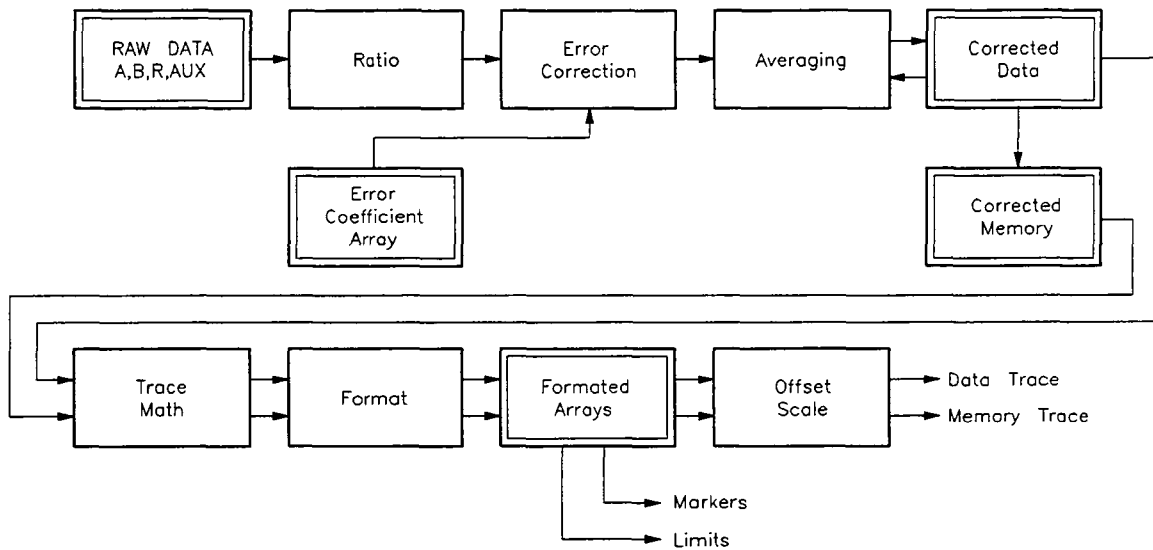 RAW DATA
A,B,R,AUX
Ratio
Error
Correction
Averaging
Corrected
Data
Error
Coefficient
Array
Corrected
Memory
Trace
Math
Format
Formated
Arrays
Offset
Scale
Data Trace
Memory Trace
Markers
Limits